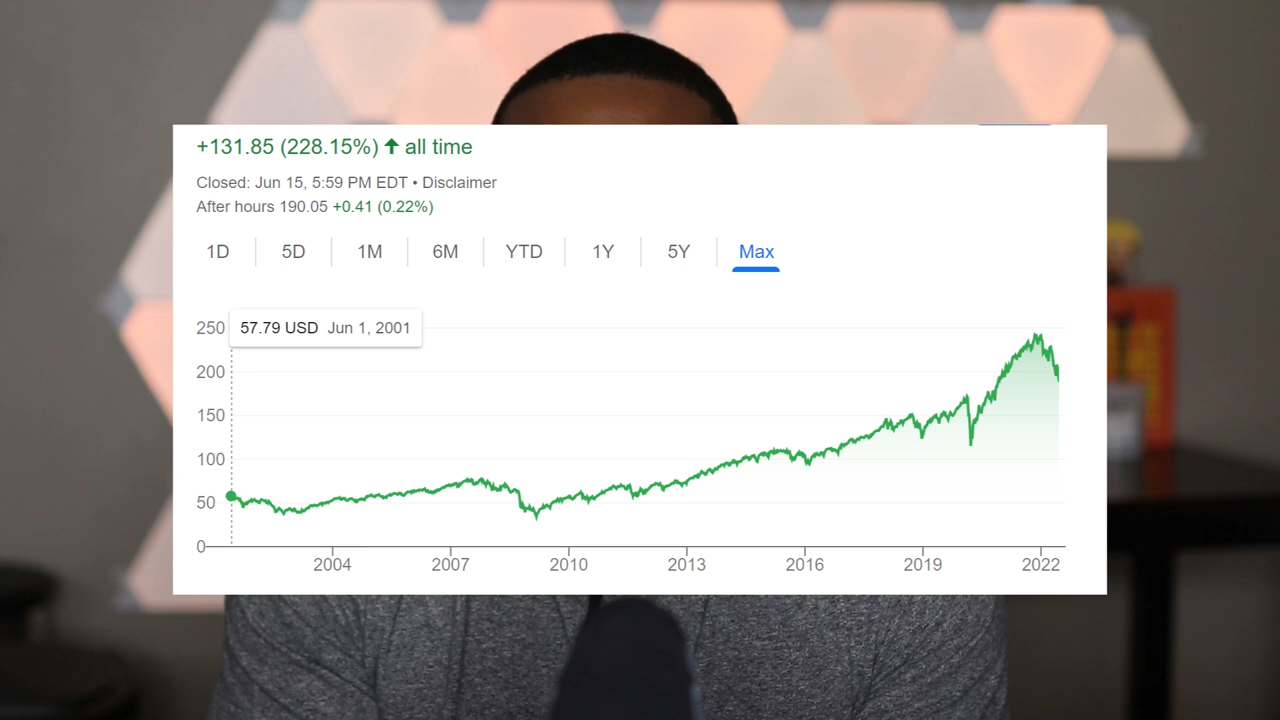 +131.85 (228.15%) ↑ all time
Closed: Jun 15, 5:59 PM EDT • Disclaimer
After hours 190.05 +0.41 (0.22%)
1D 5D 1M 6M YTD 1Y 5Y Max
250 57.79 USD Jun 1, 2001
200
150
100
50
0
2004 2007 2010 2013 2016 2019 2022